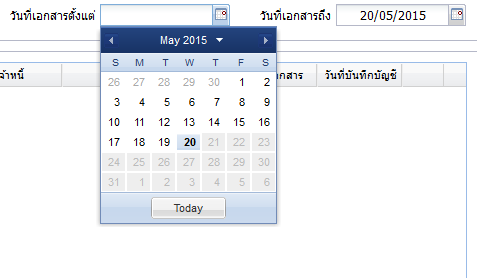 วันที่เอกสารตั้งแต่ วันที่เอกสารถึง 20/05/2015
May 2015
จ้าหนี้ อกสาร วันที่บันทึกบัญชี
S M T W T F S
26 27 28 29 30 1 2
3 4 5 6 7 8 9
10 11 12 13 14 15 16
17 18 19 20 21 22 23
24 25 26 27 28 29 30
31 1 2 3 4 5 6
Today